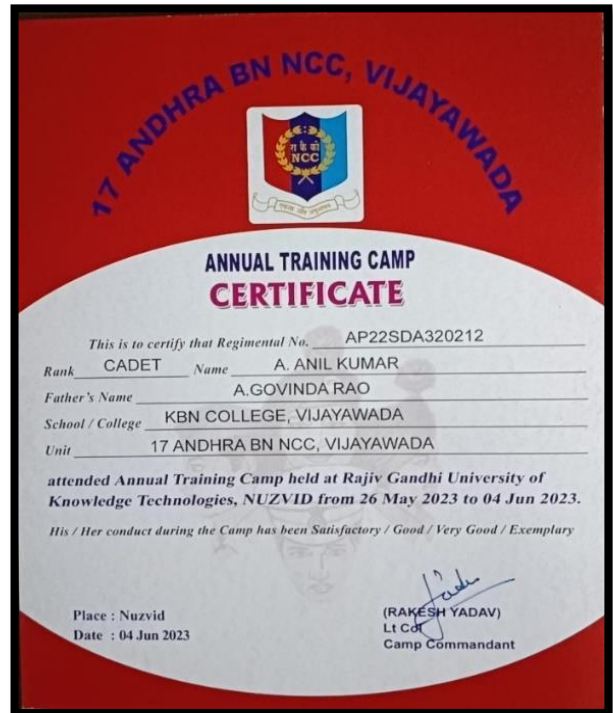 17 ANDHRA BN NCC, VIJAYAWADA
NCC
ANNUAL TRAINING CAMP
CERTIFICATE
This is to certify that Regimental No. AP22SDA320212
Rank CADET Name A. ANIL KUMAR
Father's Name A.GOVINDA RAO
School / College KBN COLLEGE, VIJAYAWADA
Unit 17 ANDHRA BN NCC, VIJAYAWADA
attended Annual Training Camp held at Rajiv Gandhi University of
Knowledge Technologies, NUZVID from 26 May 2023 to 04 Jun 2023.
His / Her conduct during the Camp has been Satisfactory / Good / Very Good / Exemplary
Place : Nuzvid
Date : 04 Jun 2023
(RAKESH YADAV)
Lt Col
Camp Commandant